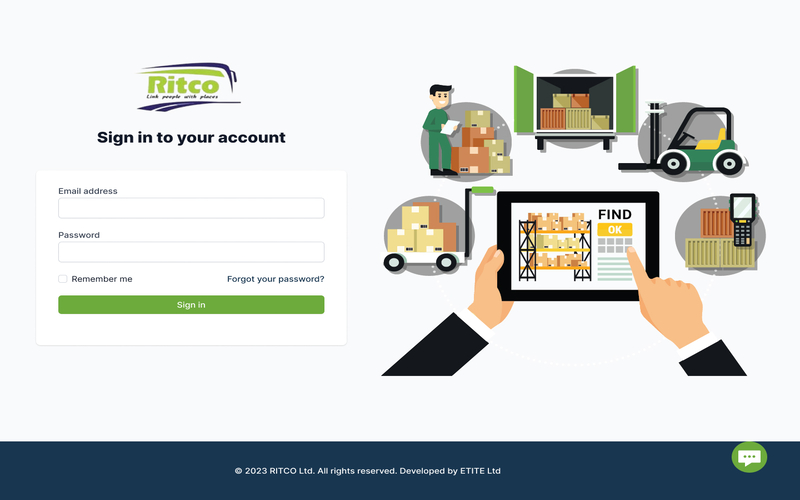 Ritco
Link people with places
Sign in to your account
Email address
Password
Remember me
Forgot your password?
Sign in
FIND
OK
© 2023 RITCO Ltd. All rights reserved. Developed by ETITE Ltd